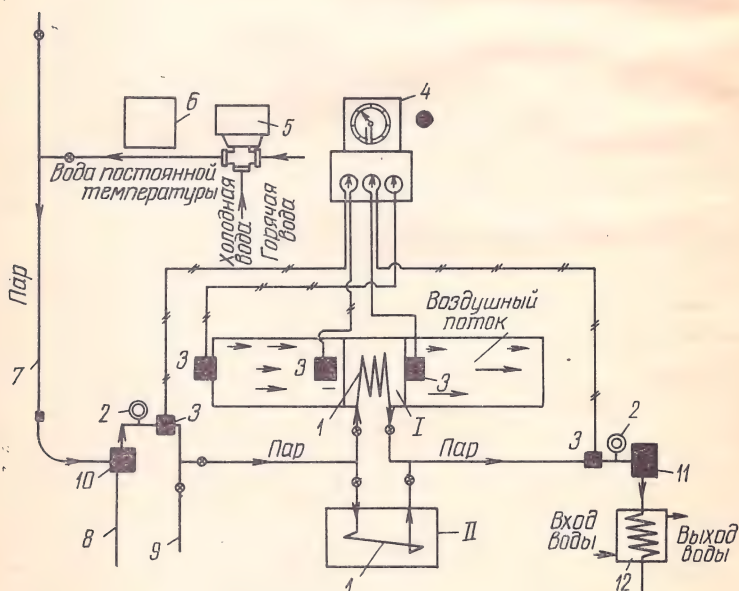 4
6
5
Вода постоянной
температуры
Холодная
вода
Горячая
вода
Пар
Воздушный
поток
3
3
3
7
2
3
1
I
3
2
10
Пар
Пар
11
8
9
II
1
Вход
воды
Выход
воды
12